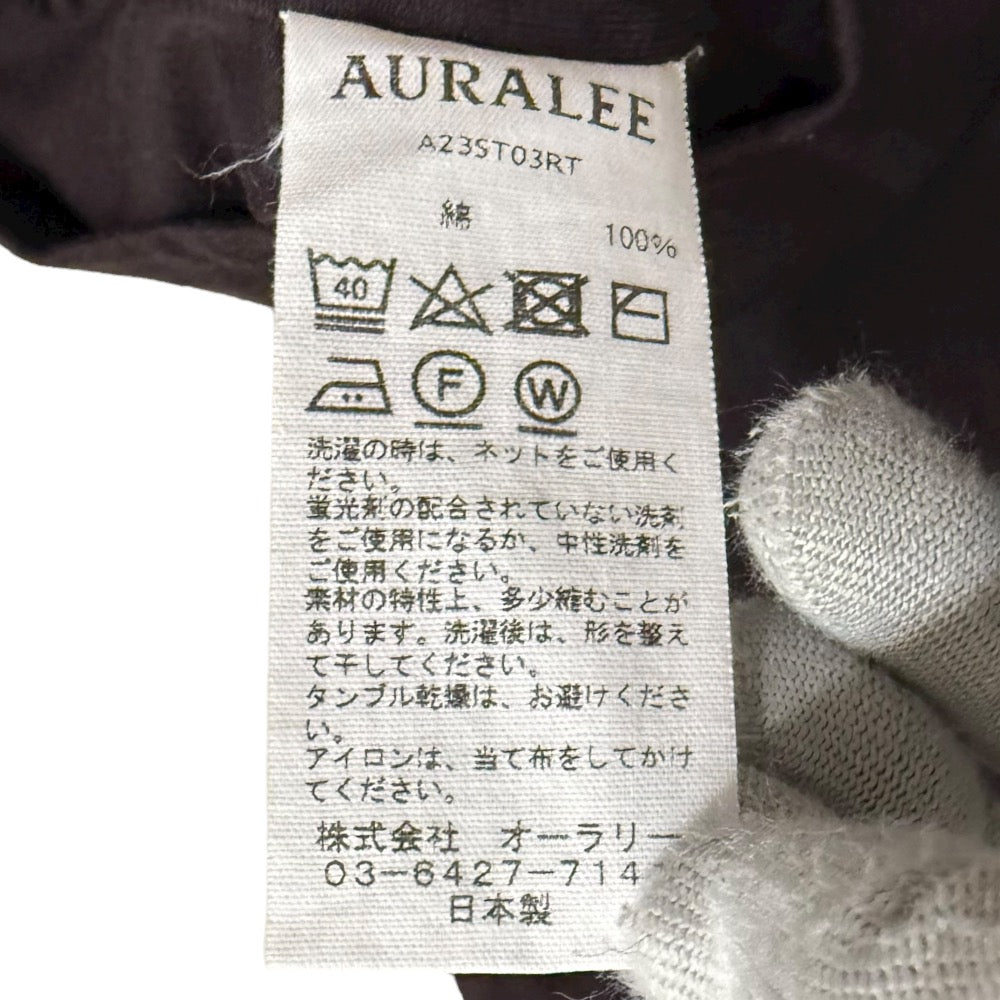 AURALEE
A23ST03RT
綿 100%
40
F W
洗濯の時は、ネットをご使用く
ださい。
蛍光剤の配合されていない洗剤
をご使用になるか、中性洗剤を
ご使用ください。
素材の特性上、多少縮むことが
あります。洗濯後は、形を整え
て干してください。
タンブル乾燥は、お避けくださ
い。
アイロンは、当て布をしてかけ
てください。
株式会社 オーラリー
03-6427-714
日本製